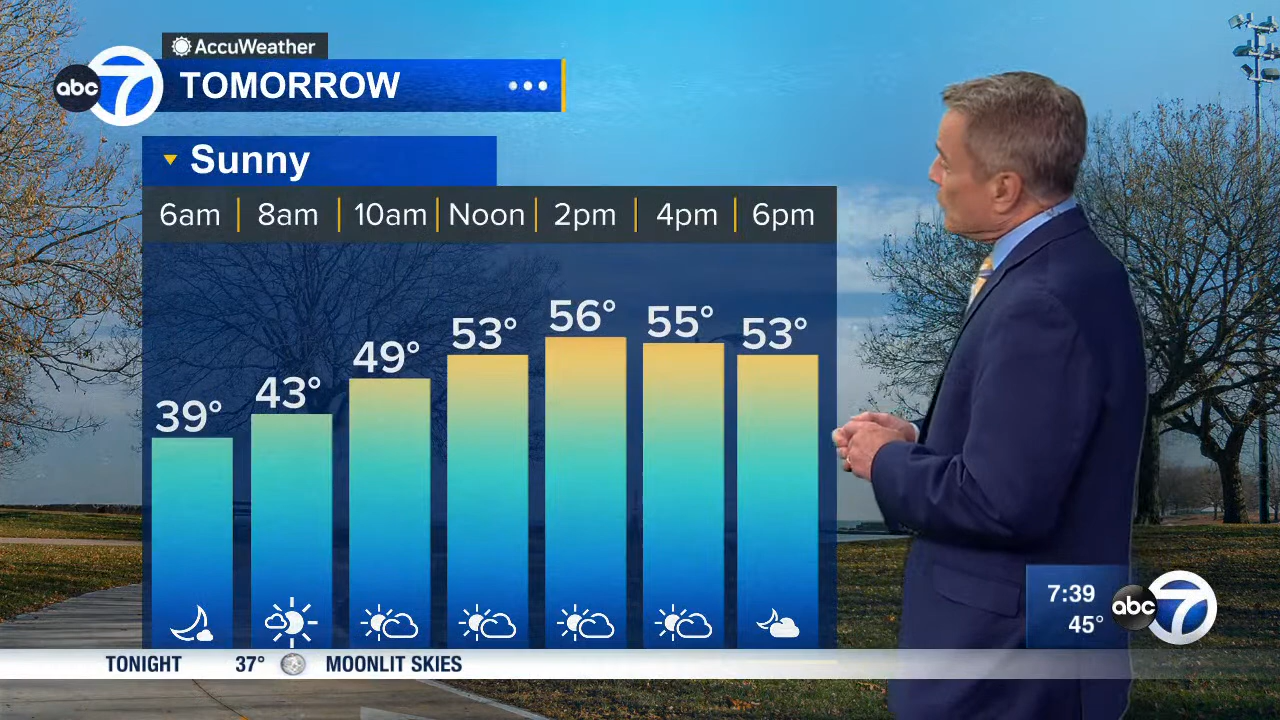 AccuWeather
abc 7
TOMORROW
Sunny
6am 8am 10am Noon 2pm 4pm 6pm
39° 43° 49° 53° 56° 55° 53°
7:39
45°
abc 7
TONIGHT 37° MOONLIT SKIES